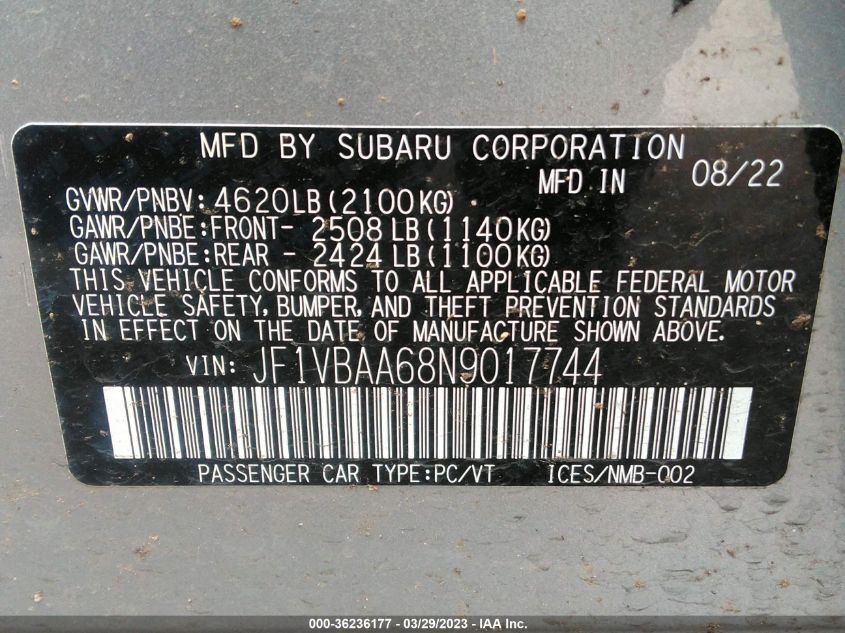 MFD BY SUBARU CORPORATION
MFD IN 08/22
GVWR/PNBV: 4620LB(2100KG)
GAWR/PNBE:FRONT- 2508 LB(1140KG)
GAWR/PNBE:REAR - 2424 LB(1100KG)
THIS VEHICLE CONFORMS TO ALL APPLICABLE FEDERAL MOTOR
VEHICLE SAFETY, BUMPER, AND THEFT PREVENTION STANDARDS
IN EFFECT ON THE DATE OF MANUFACTURE SHOWN ABOVE.
VIN: JF1VBAA68N9017744
PASSENGER CAR TYPE:PC/VT ICES/NMB-002
000-36236177 - 03/29/2023 - IAA Inc.